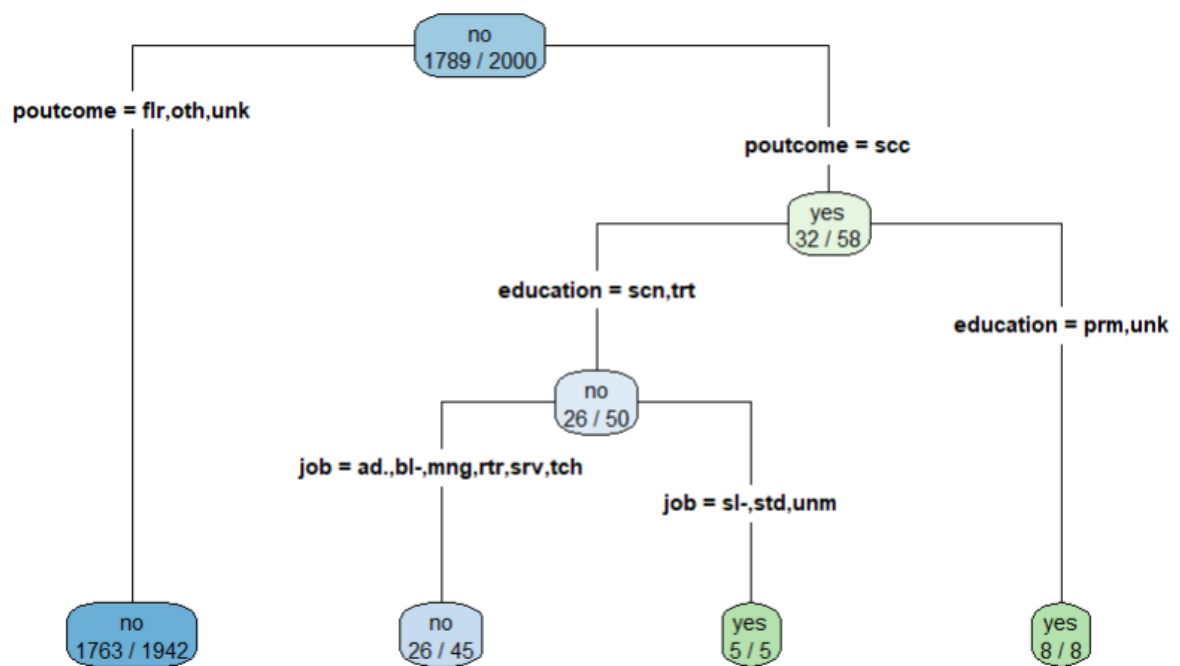 no
1789 / 2000
poutcome = flr,oth,unk
poutcome = scc
yes
32 / 58
education = scn,trt
education = prm,unk
no
26 / 50
job = ad.,bl-,mng,rtr,srv,tch
job = sl-,std,unm
no
1763 / 1942
no
26 / 45
yes
5 / 5
yes
8 / 8